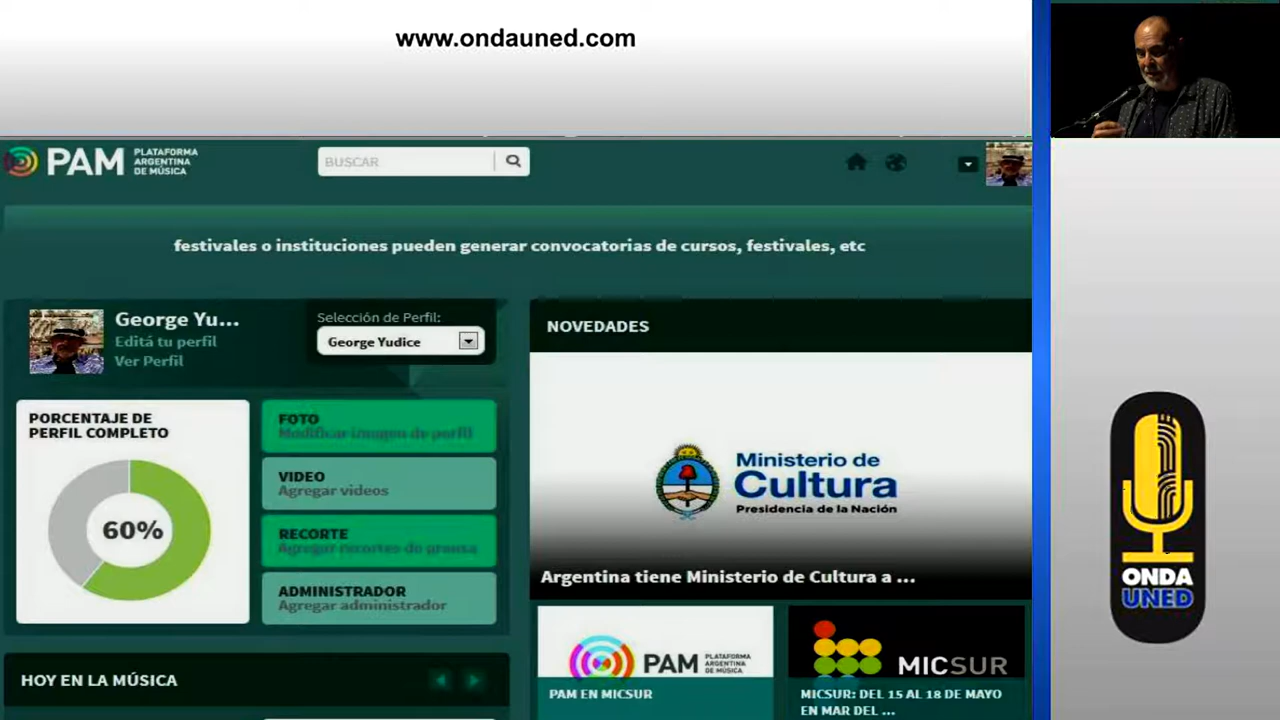 www.ondauned.com
PAM PLATAFORMA
ARGENTINA
DE MÚSICA
BUSCAR
festivales o instituciones pueden generar convocatorias de cursos, festivales, etc
George Yu...
Editá tu perfil
Ver Perfil
Selección de Perfil:
George Yudice
NOVEDADES
PORCENTAJE DE
PERFIL COMPLETO
60%
FOTO
Modificar imagen de perfil
VIDEO
Agregar videos
RECORTE
Agregar recortes de prensa
ADMINISTRADOR
Agregar administrador
Ministerio de
Cultura
Presidencia de la Nación
Argentina tiene Ministerio de Cultura a ...
HOY EN LA MÚSICA
PAM PLATAFORMA
ARGENTINA
DE MÚSICA
PAM EN MICSUR
MICSUR
MICSUR: DEL 15 AL 18 DE MAYO
EN MAR DEL ...
ONDA
UNED